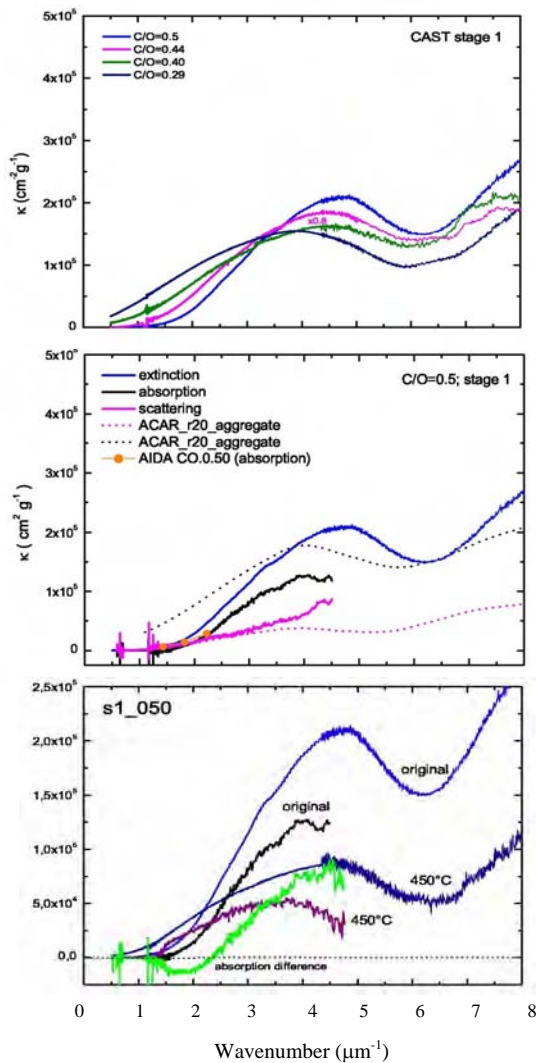 5x10⁵
4x10⁵
3x10⁵
2x10⁵
1x10⁵
0
κ (cm⁻²g⁻¹)
C/O=0.5
C/O=0.44
C/O=0.40
C/O=0.29
CAST stage 1
x0.8
5x10⁵
4x10⁵
3x10⁵
2x10⁵
1x10⁵
0
κ ( cm² g⁻¹)
extinction
absorption
scattering
ACAR_r20_aggregate
ACAR_r20_aggregate
AIDA CO.0.50 (absorption)
C/O=0.5; stage 1
2,5x10⁵
2,0x10⁵
1,5x10⁵
1,0x10⁵
5,0x10⁴
0,0
s1_050
original
original
450°C
450°C
absorption difference
0 1 2 3 4 5 6 7 8
Wavenumber (μm⁻¹)